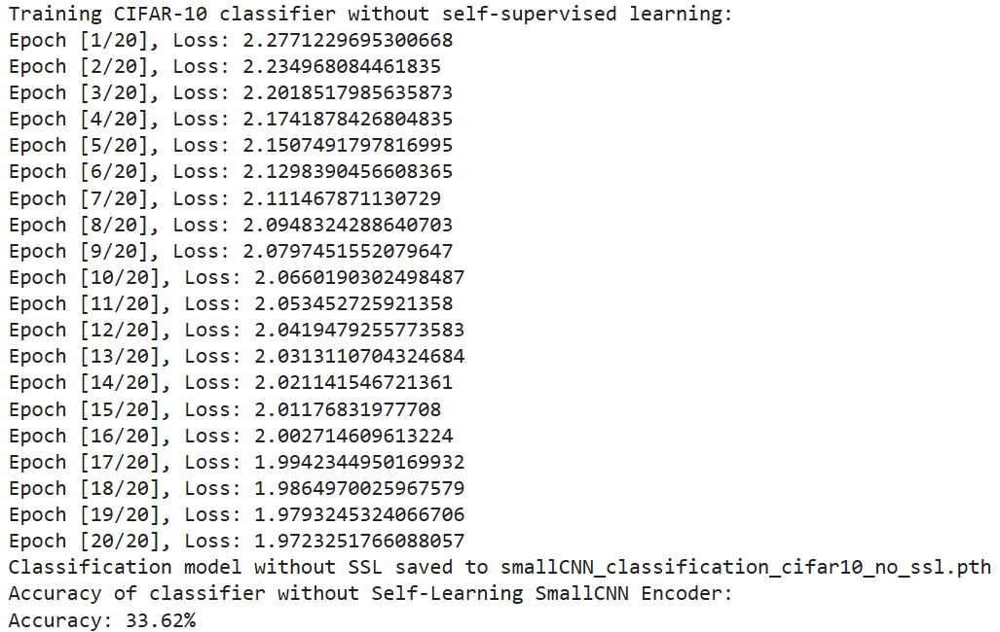 Training CIFAR-10 classifier without self-supervised learning:
Epoch [1/20], Loss: 2.2771229695300668
Epoch [2/20], Loss: 2.234968084461835
Epoch [3/20], Loss: 2.2018517985635873
Epoch [4/20], Loss: 2.1741878426804835
Epoch [5/20], Loss: 2.1507491797816995
Epoch [6/20], Loss: 2.1298390456608365
Epoch [7/20], Loss: 2.111467871130729
Epoch [8/20], Loss: 2.0948324288640703
Epoch [9/20], Loss: 2.0797451552079647
Epoch [10/20], Loss: 2.0660190302498487
Epoch [11/20], Loss: 2.053452725921358
Epoch [12/20], Loss: 2.0419479255773583
Epoch [13/20], Loss: 2.0313110704324684
Epoch [14/20], Loss: 2.021141546721361
Epoch [15/20], Loss: 2.01176831977708
Epoch [16/20], Loss: 2.002714609613224
Epoch [17/20], Loss: 1.9942344950169932
Epoch [18/20], Loss: 1.9864970025967579
Epoch [19/20], Loss: 1.9793245324066706
Epoch [20/20], Loss: 1.9723251766088057
Classification model without SSL saved to smallCNN_classification_cifar10_no_ssl.pth
Accuracy of classifier without Self-Learning SmallCNN Encoder:
Accuracy: 33.62%